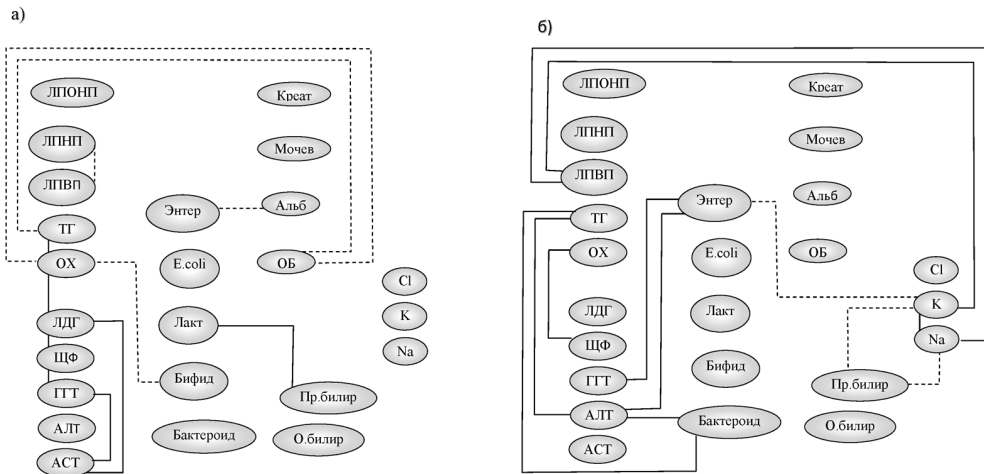 а)
ЛПОНП
ЛПНП
ЛПВП
ТГ
ОХ
ЛДГ
ЩФ
ГГТ
АЛТ
АСТ
Энтер
E.coli
Лакт
Бифид
Бактероид
Креат
Мочев
Альб
ОБ
Пр.билир
О.билир
Cl
K
Na
б)
ЛПОНП
ЛПНП
ЛПВП
ТГ
ОХ
ЛДГ
ЩФ
ГГТ
АЛТ
АСТ
Энтер
E.coli
Лакт
Бифид
Бактероид
Креат
Мочев
Альб
ОБ
Пр.билир
О.билир
Cl
K
Na